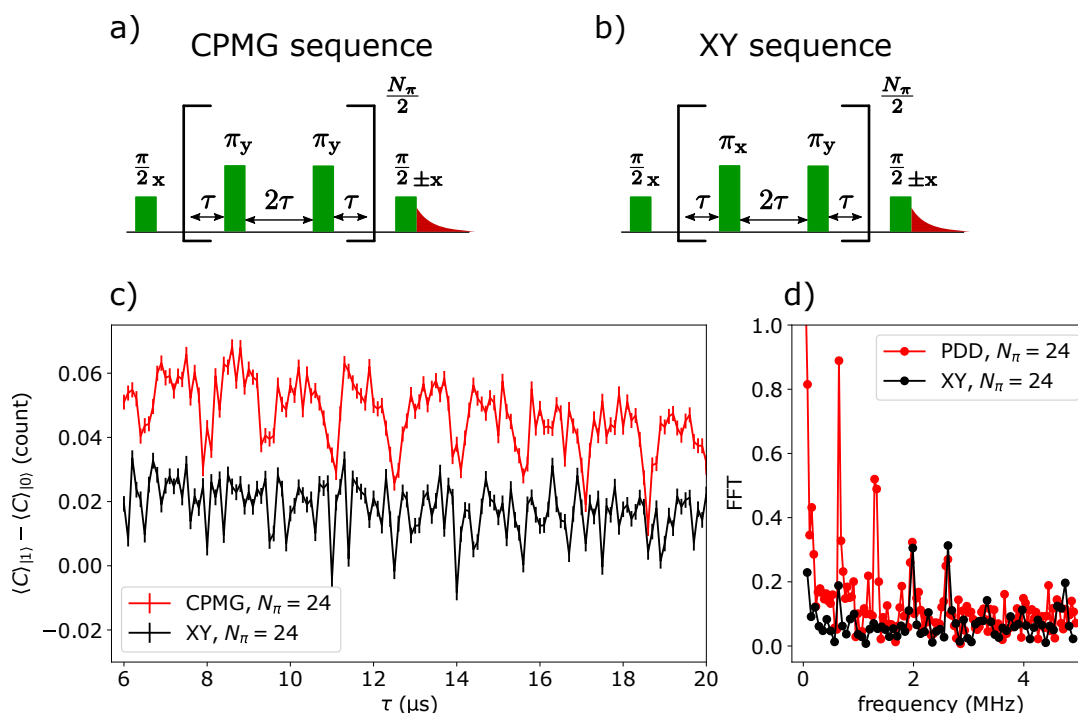 a) CPMG sequence
π/2 x [ τ π_y 2τ π_y τ ] N_π/2 π/2 ±x
b) XY sequence
π/2 x [ τ π_x 2τ π_y τ ] N_π/2 π/2 ±x
c)
⟨C⟩|1⟩ − ⟨C⟩|0⟩ (count)
0.06
0.04
0.02
0.00
−0.02
CPMG, N_π = 24
XY, N_π = 24
6 8 10 12 14 16 18 20
τ (µs)
d)
FFT
1.0
0.8
0.6
0.4
0.2
0.0
PDD, N_π = 24
XY, N_π = 24
0 2 4
frequency (MHz)